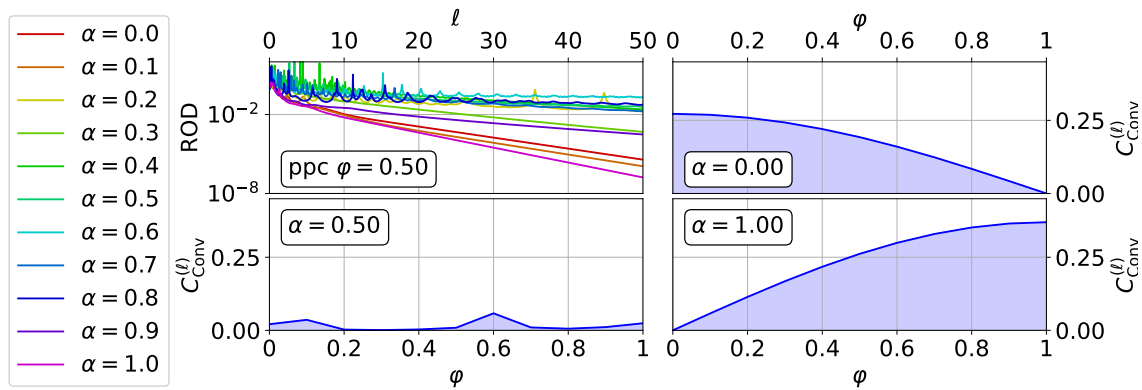 α = 0.0
α = 0.1
α = 0.2
α = 0.3
α = 0.4
α = 0.5
α = 0.6
α = 0.7
α = 0.8
α = 0.9
α = 1.0
ℓ
0 10 20 30 40 50
ROD
10⁻²
10⁻⁸
ppc φ = 0.50
φ
0 0.2 0.4 0.6 0.8 1
α = 0.00
0.25
0.00
C_Conv^(ℓ)
α = 0.50
C_Conv^(ℓ)
0.25
0.00
0 0.2 0.4 0.6 0.8 1
φ
α = 1.00
0.25
0.00
C_Conv^(ℓ)
0 0.2 0.4 0.6 0.8 1
φ